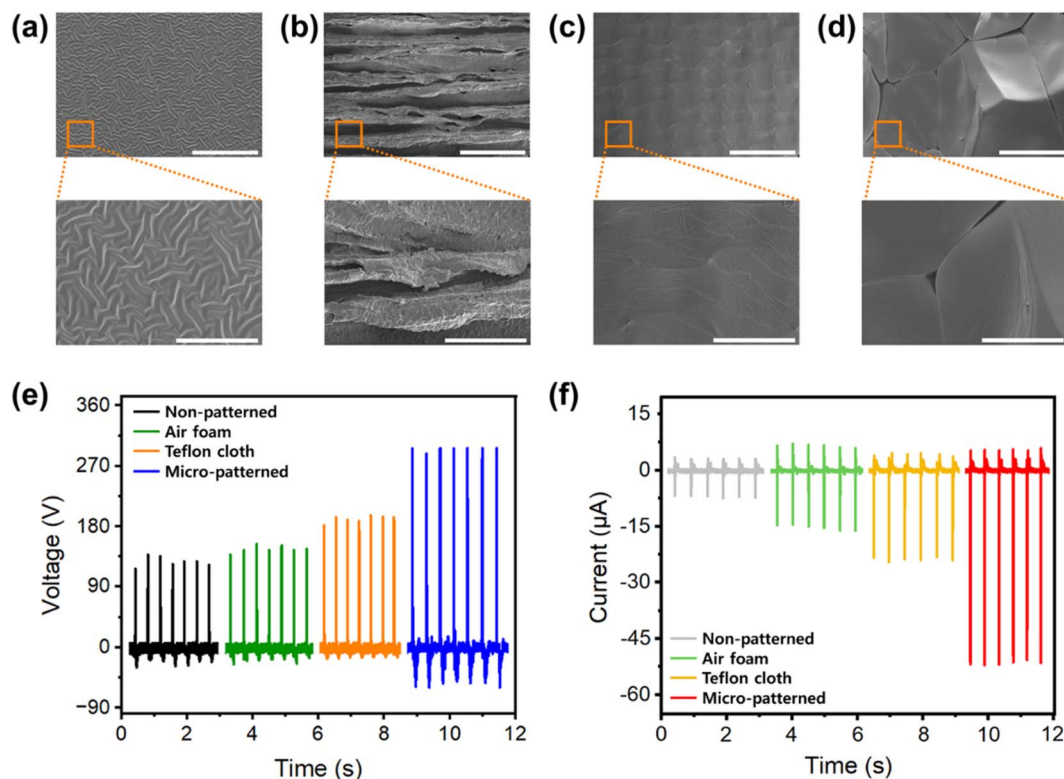 (a)
(b)
(c)
(d)
(e)
360
270
180
90
0
−90
Voltage (V)
Non-patterned
Air foam
Teflon cloth
Micro-patterned
0 2 4 6 8 10 12
Time (s)
(f)
15
0
-15
-30
-45
-60
Current (μA)
Non-patterned
Air foam
Teflon cloth
Micro-patterned
0 2 4 6 8 10 12
Time (s)